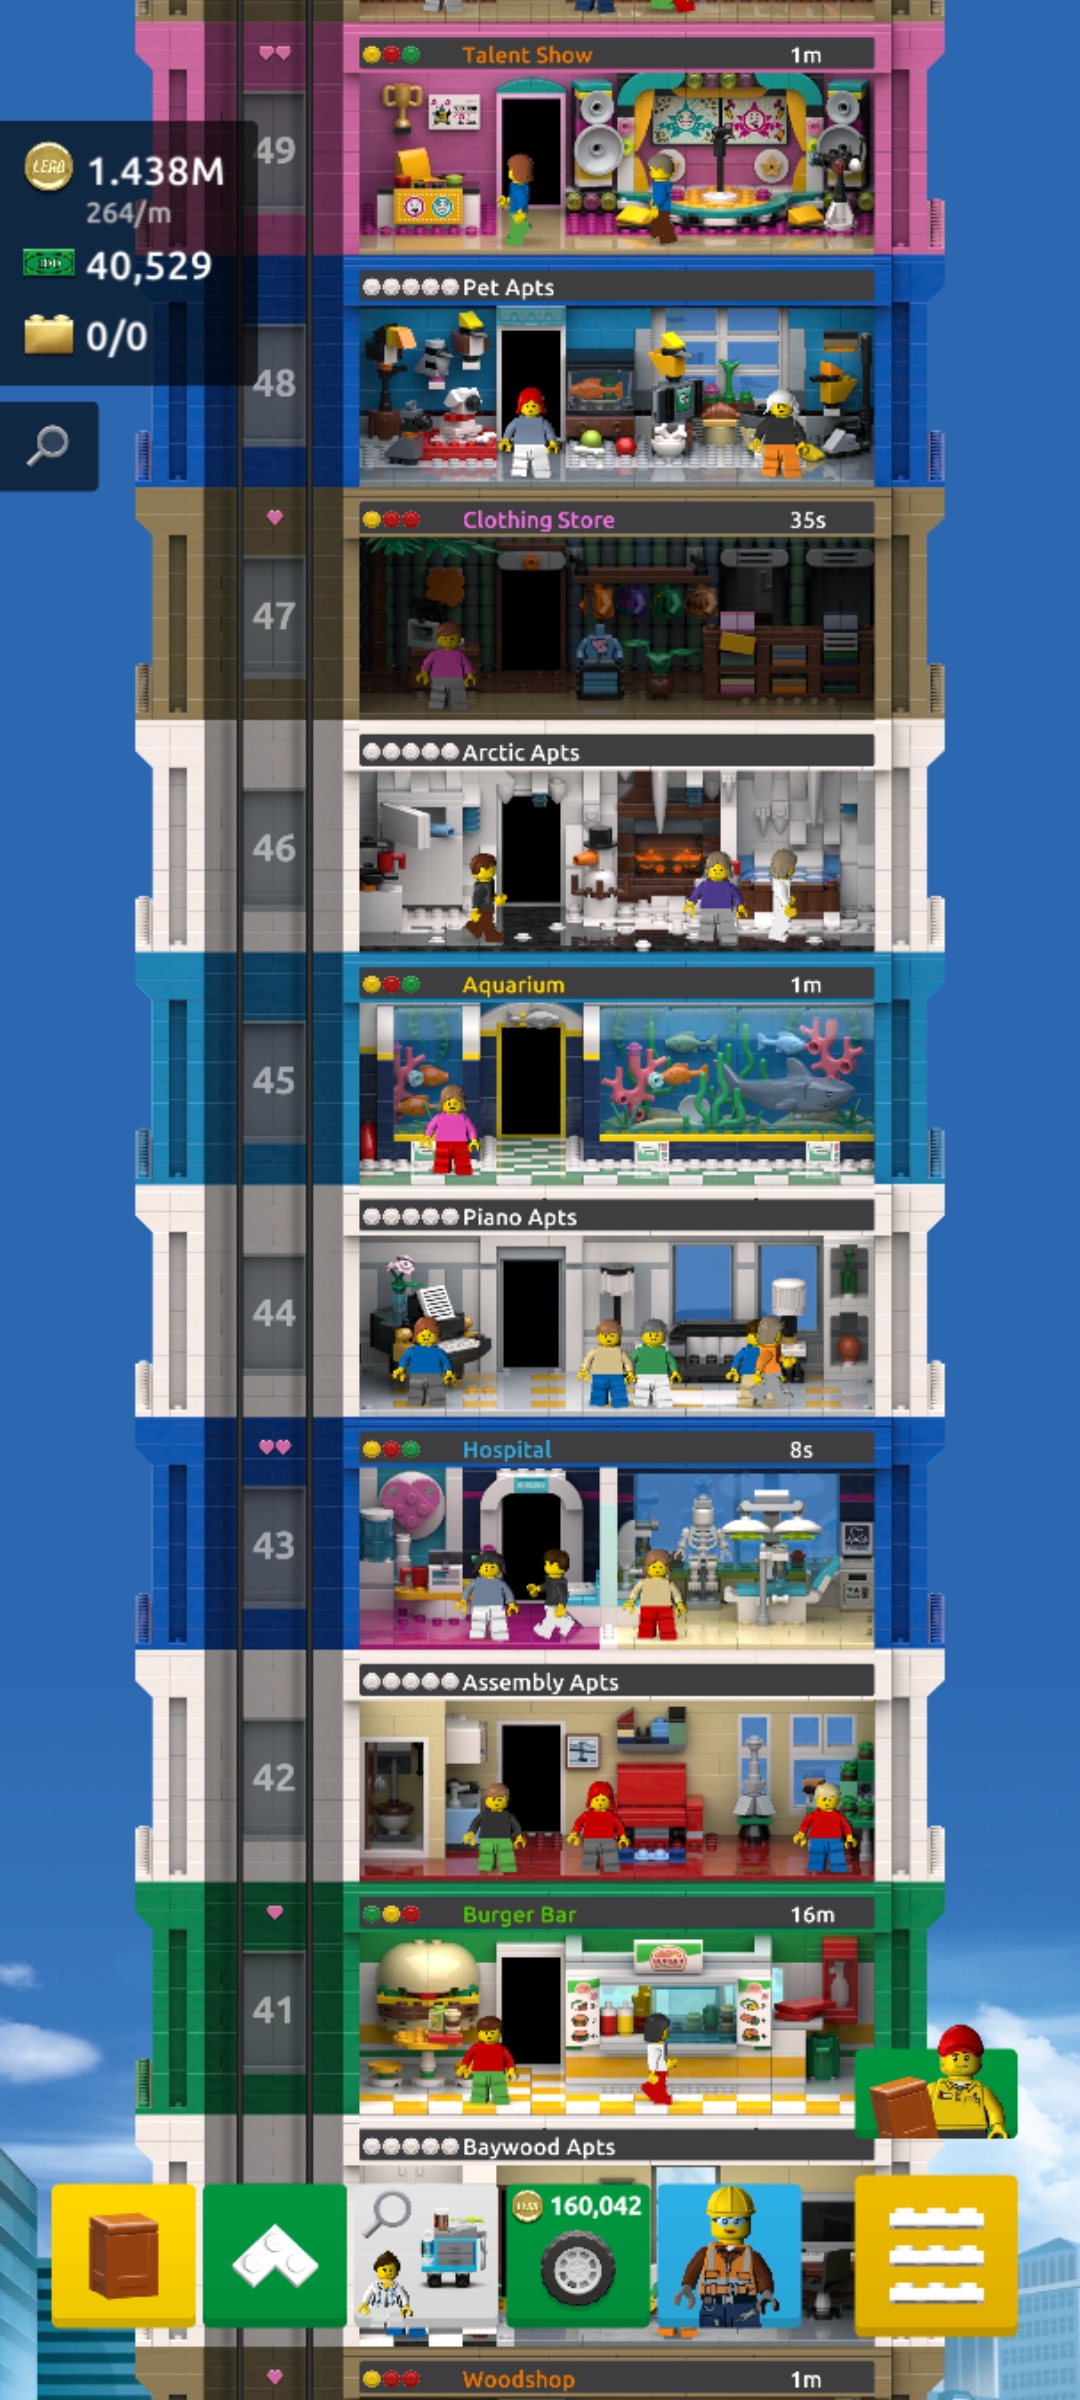 Talent Show 1m
49
LEGO 1.438M
264/m
40,529
0/0
Pet Apts
48
Clothing Store 35s
47
Arctic Apts
46
Aquarium 1m
45
Piano Apts
44
Hospital 8s
43
Assembly Apts
42
Burger Bar 16m
41
Baywood Apts
160,042
Woodshop 1m